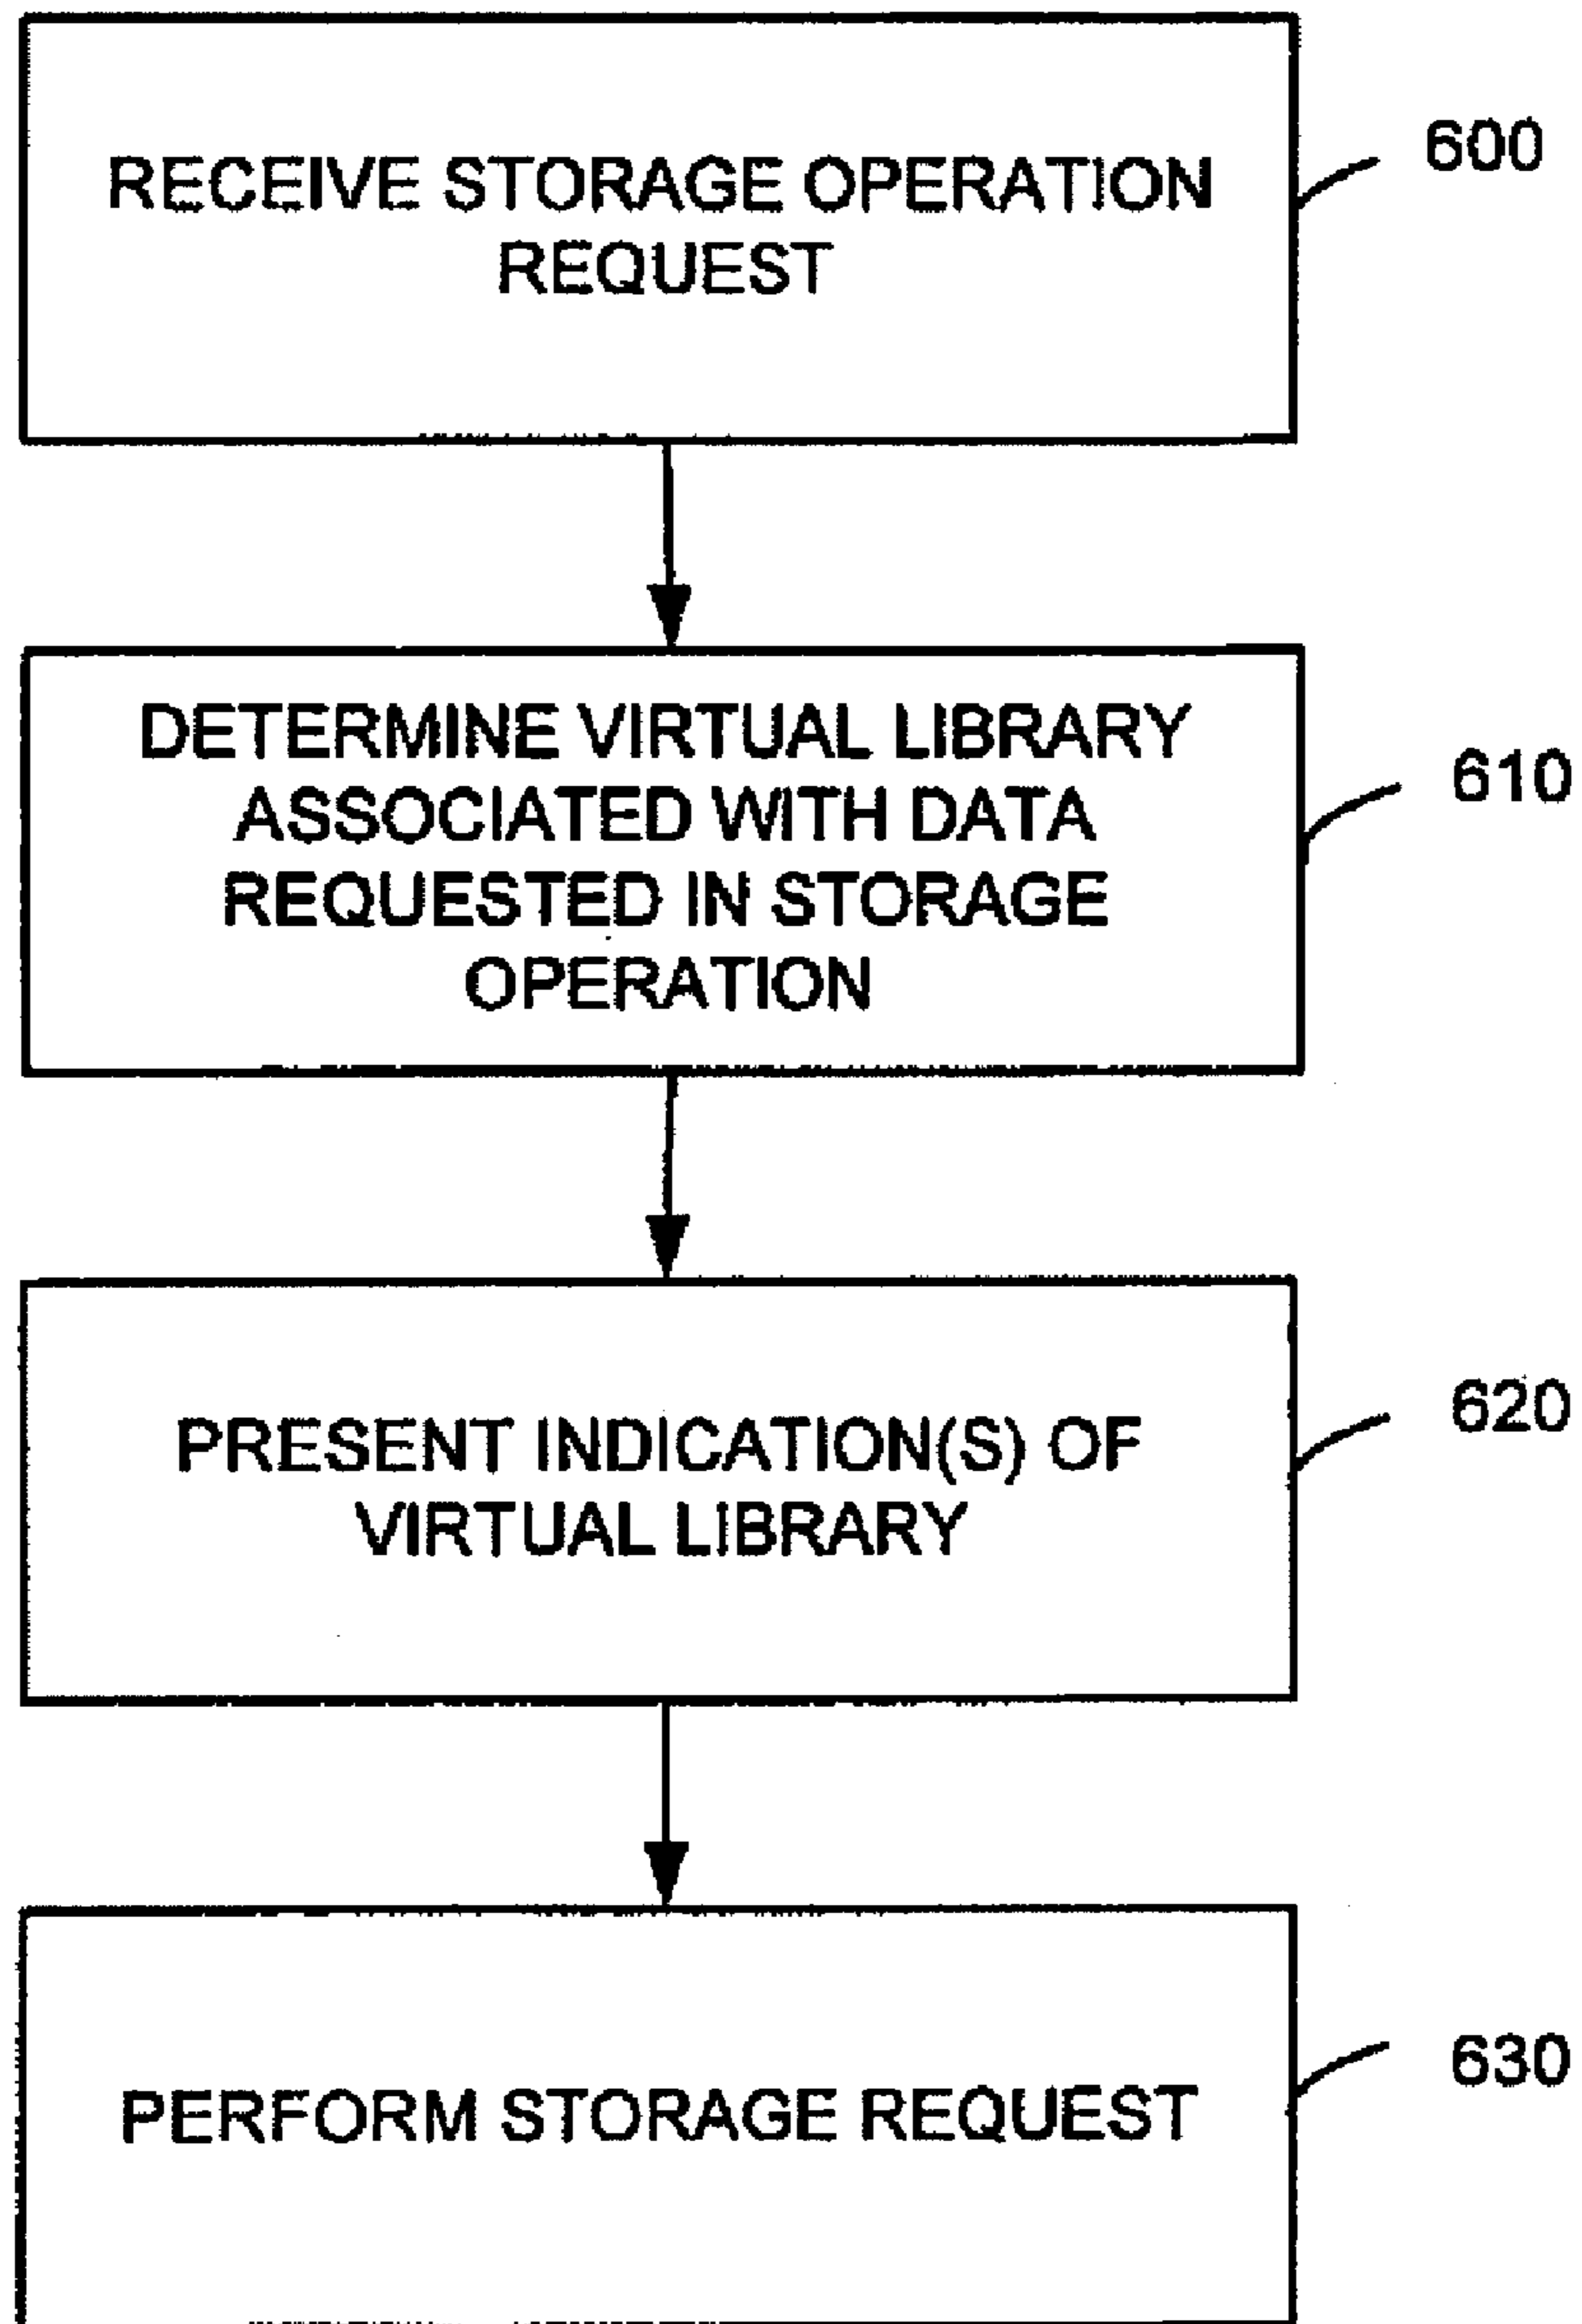 RECEIVE STORAGE OPERATION
REQUEST
600
DETERMINE VIRTUAL LIBRARY
ASSOCIATED WITH DATA
REQUESTED IN STORAGE
OPERATION
610
PRESENT INDICATION(S) OF
VIRTUAL LIBRARY
620
PERFORM STORAGE REQUEST
630